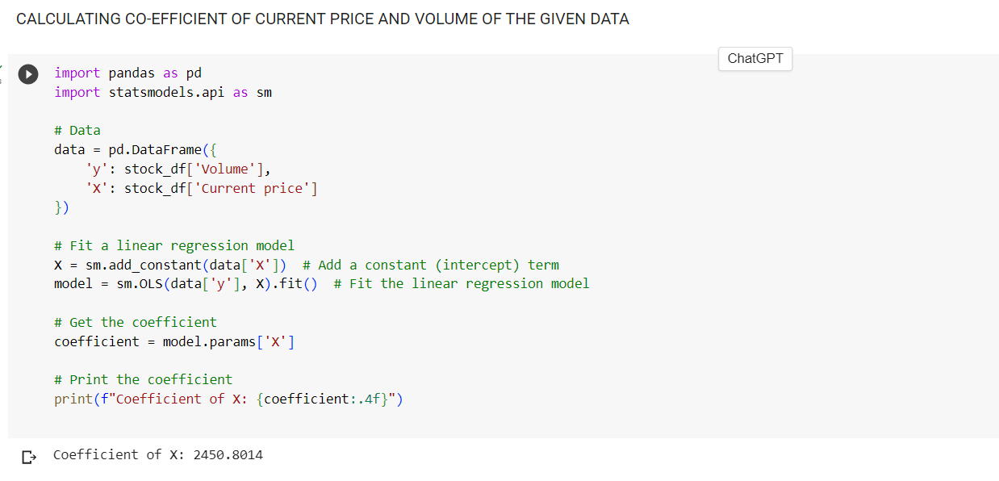 CALCULATING CO-EFFICIENT OF CURRENT PRICE AND VOLUME OF THE GIVEN DATA
ChatGPT
import pandas as pd
import statsmodels.api as sm
# Data
data = pd.DataFrame({
    'y': stock_df['Volume'],
    'X': stock_df['Current price']
})
# Fit a linear regression model
X = sm.add_constant(data['X'])  # Add a constant (intercept) term
model = sm.OLS(data['y'], X).fit()  # Fit the linear regression model
# Get the coefficient
coefficient = model.params['X']
# Print the coefficient
print(f"Coefficient of X: {coefficient:.4f}")
Coefficient of X: 2450.8014